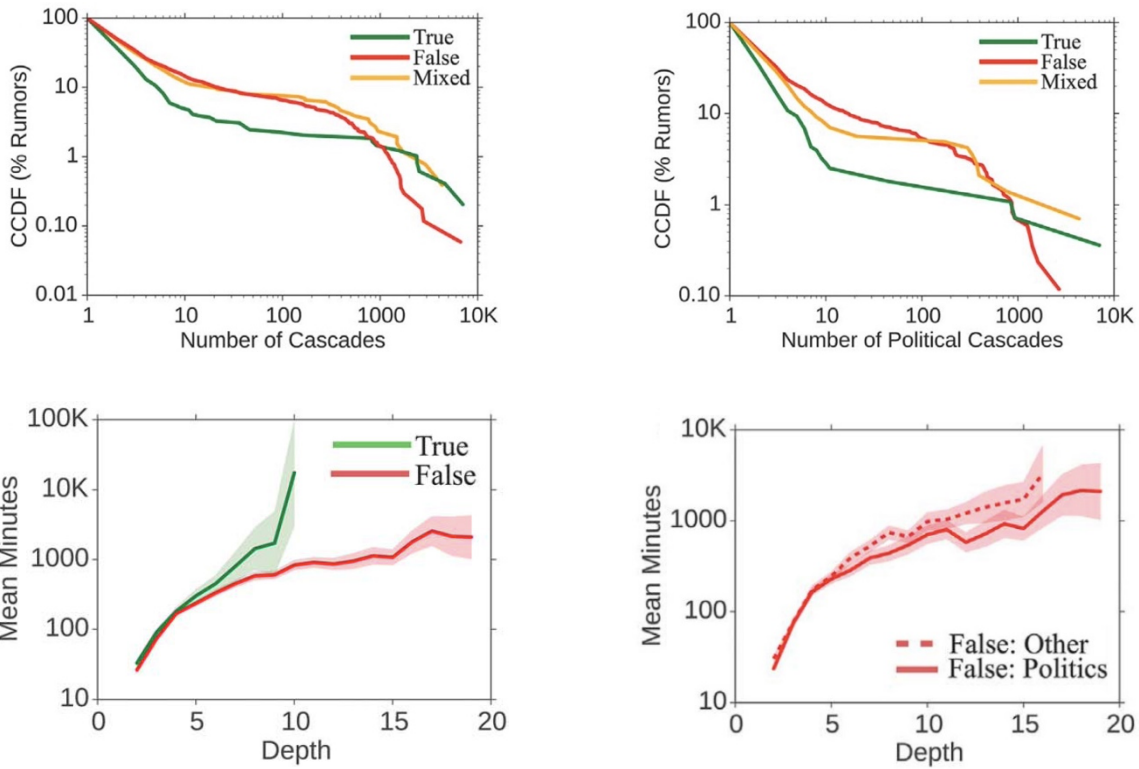 100
10
1
0.10
0.01
CCDF (% Rumors)
True
False
Mixed
1 10 100 1000 10K
Number of Cascades
100
10
1
0.10
CCDF (% Rumors)
True
False
Mixed
1 10 100 1000 10K
Number of Political Cascades
100K
10K
1000
100
10
Mean Minutes
True
False
0 5 10 15 20
Depth
10K
1000
100
10
Mean Minutes
False: Other
False: Politics
0 5 10 15 20
Depth